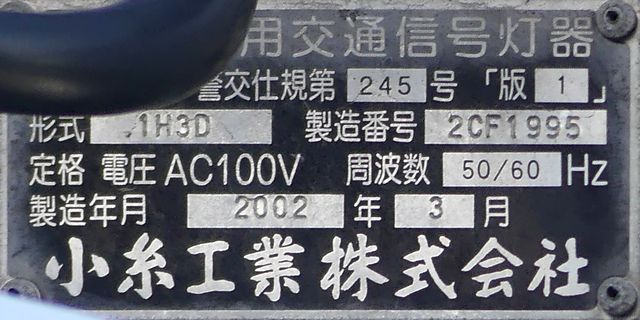 用交通信号灯器
警交仕規第 245 号 「版 1 」
形式 1H3D 製造番号 2CF1995
定格 電圧 AC100V 周波数 50/60 Hz
製造年月 2002 年 3 月
小糸工業株式会社